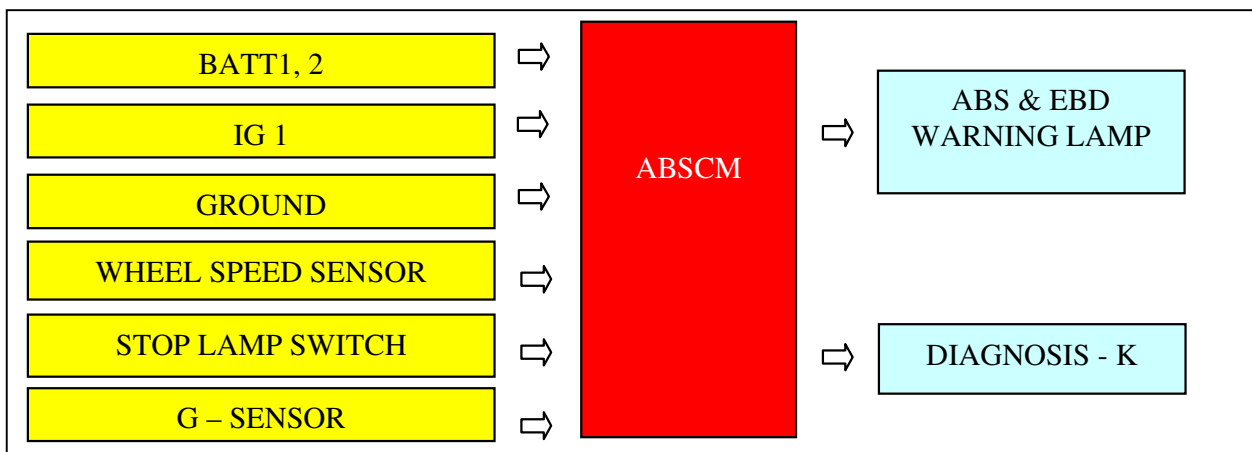 BATT1, 2
IG 1
GROUND
WHEEL SPEED SENSOR
STOP LAMP SWITCH
G – SENSOR
ABSCM
ABS & EBD
WARNING LAMP
DIAGNOSIS - K